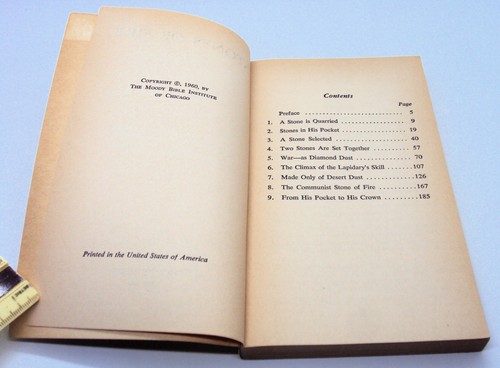 COPYRIGHT ©, 1960, BY
THE MOODY BIBLE INSTITUTE
OF CHICAGO
Printed in the United States of America
Contents
Page
Preface 5
1. A Stone is Quarried 9
2. Stones in His Pocket 19
3. A Stone Selected 40
4. Two Stones Are Set Together 57
5. War—as Diamond Dust 70
6. The Climax of the Lapidary's Skill 107
7. Made Only of Desert Dust 126
8. The Communist Stone of Fire 167
9. From His Pocket to His Crown 185